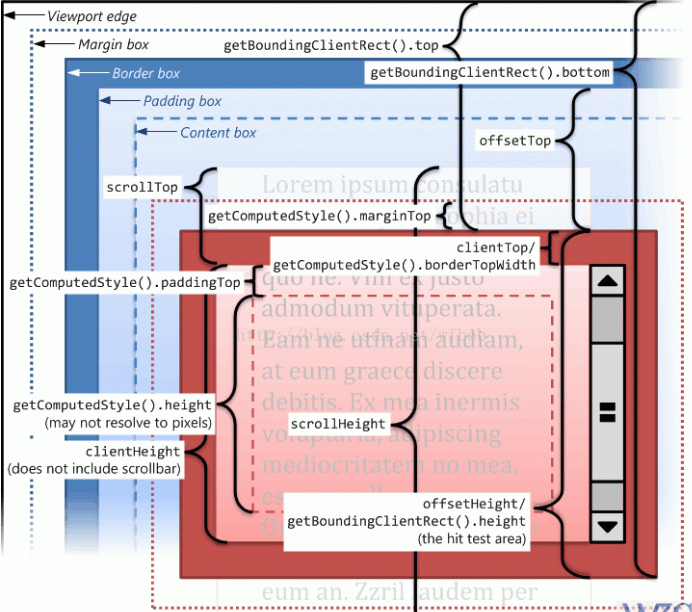 Viewport edge
Margin box
getBoundingClientRect().top
Border box
getBoundingClientRect().bottom
Padding box
Content box
offsetTop
scrollTop
Lorem ipsum consulatu
getComputedStyle().marginTop
ophia ei
clientTop/
getComputedStyle().borderTopWidth
getComputedStyle().paddingTop
quo ne. Vim ex justo
admodum vituperata.
Eam ne utinam audiam,
at eum graece discere
debitis. Ex mea inermis
getComputedStyle().height
(may not resolve to pixels)
scrollHeight
voluptaria, adipiscing
clientHeight
(does not include scrollbar)
mediocritatem no mea,
offsetHeight/
getBoundingClientRect().height
(the hit test area)
eum an. Zzril laudem per